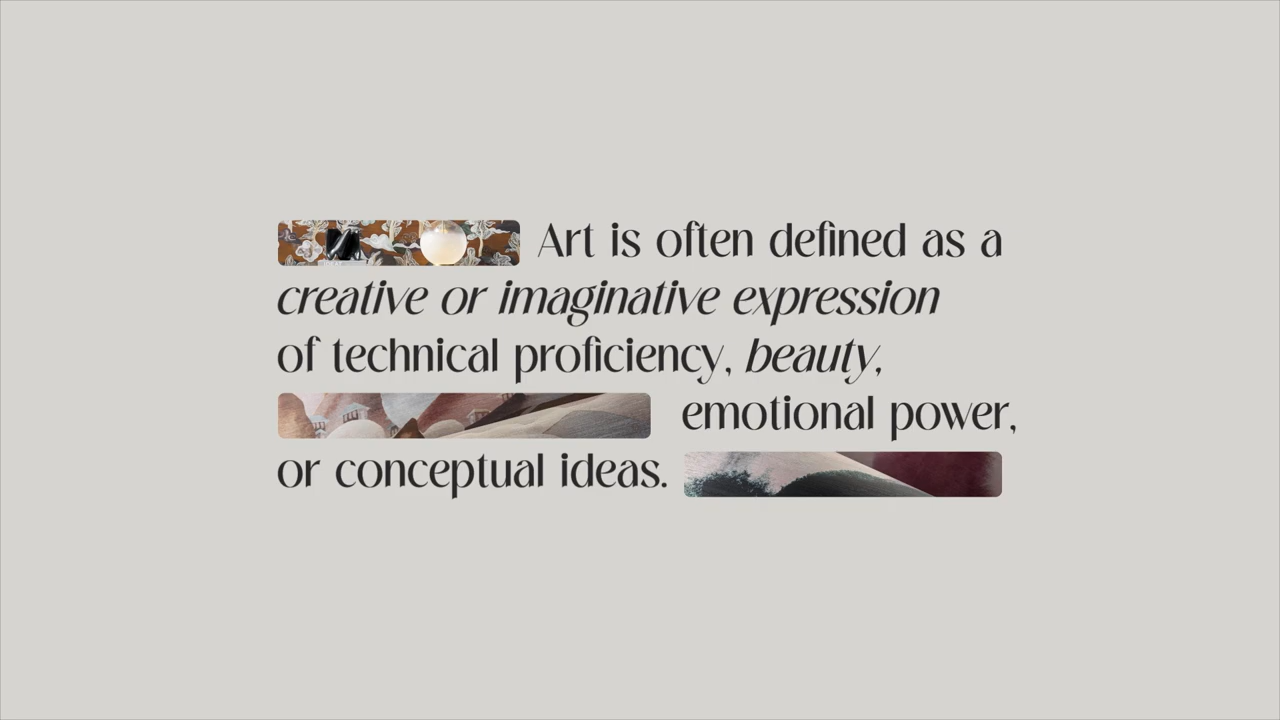 Art is often defined as a
creative or imaginative expression
of technical proficiency, beauty,
emotional power,
or conceptual ideas.